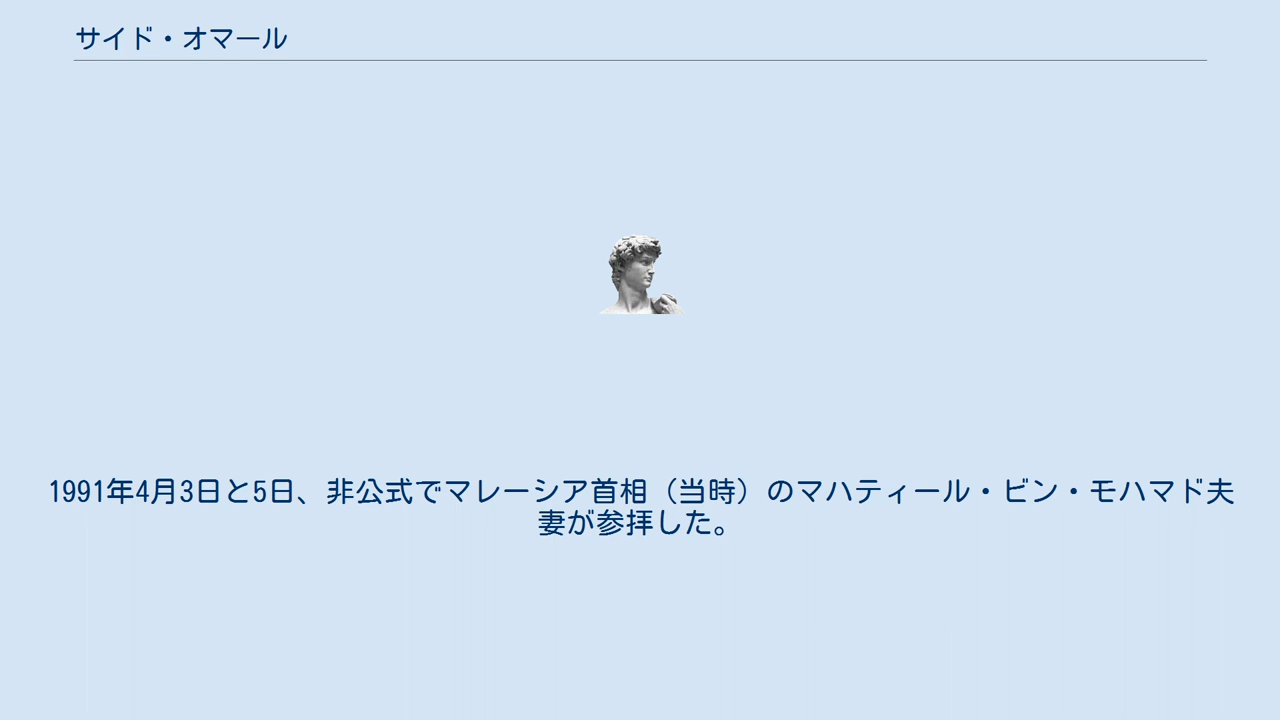 サイド・オマール
1991年4月3日と5日、非公式でマレーシア首相（当時）のマハティール・ビン・モハマド夫
妻が参拝した。